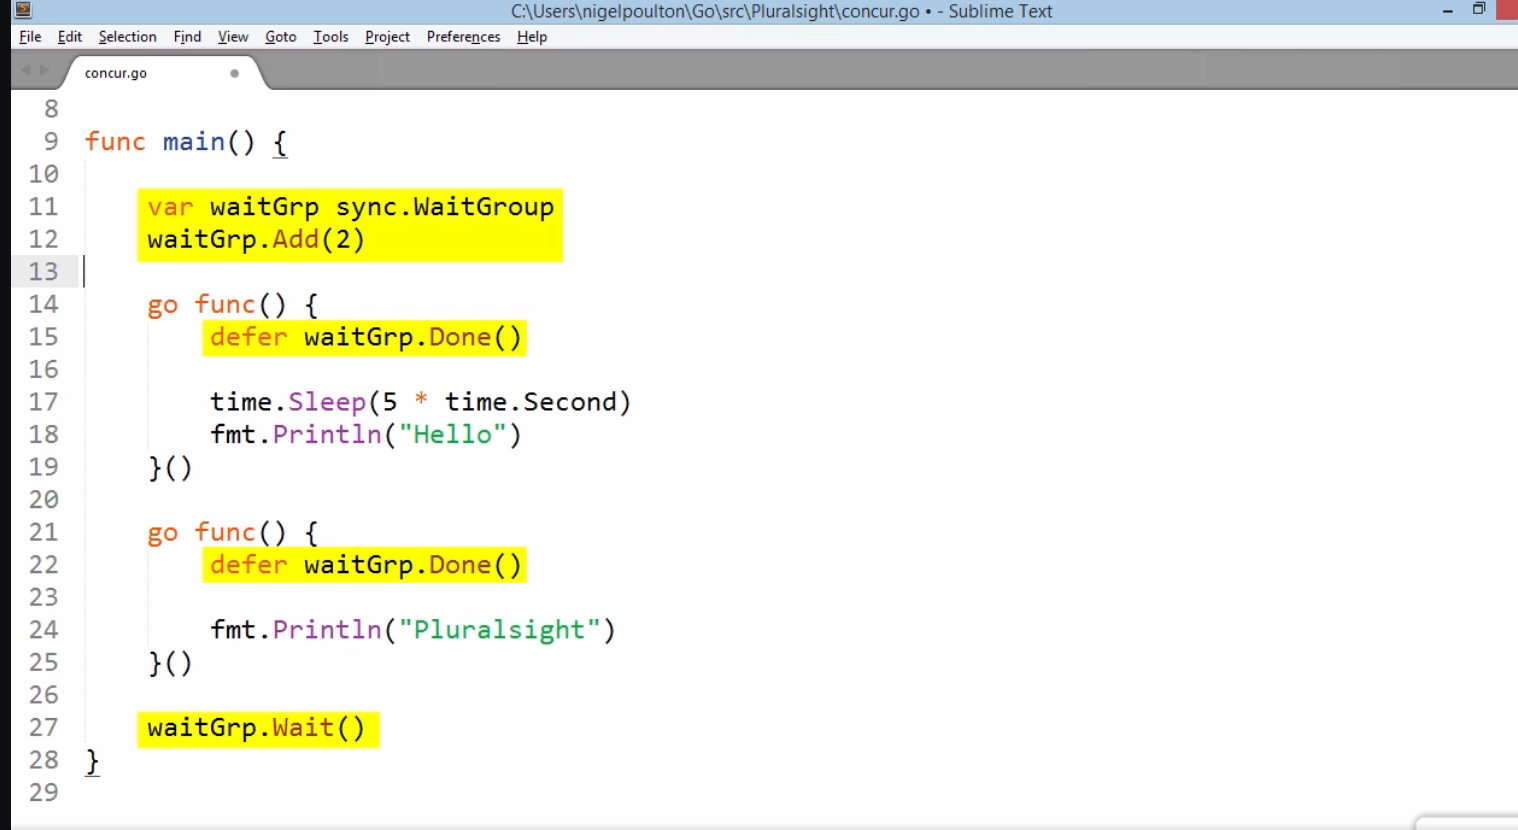 C:\Users\nigelpoulton\Go\src\Pluralsight\concur.go • - Sublime Text
File Edit Selection Find View Goto Tools Project Preferences Help
concur.go
8
9 func main() {
10
11 var waitGrp sync.WaitGroup
12 waitGrp.Add(2)
13
14 go func() {
15 defer waitGrp.Done()
16
17 time.Sleep(5 * time.Second)
18 fmt.Println("Hello")
19 }()
20
21 go func() {
22 defer waitGrp.Done()
23
24 fmt.Println("Pluralsight")
25 }()
26
27 waitGrp.Wait()
28 }
29